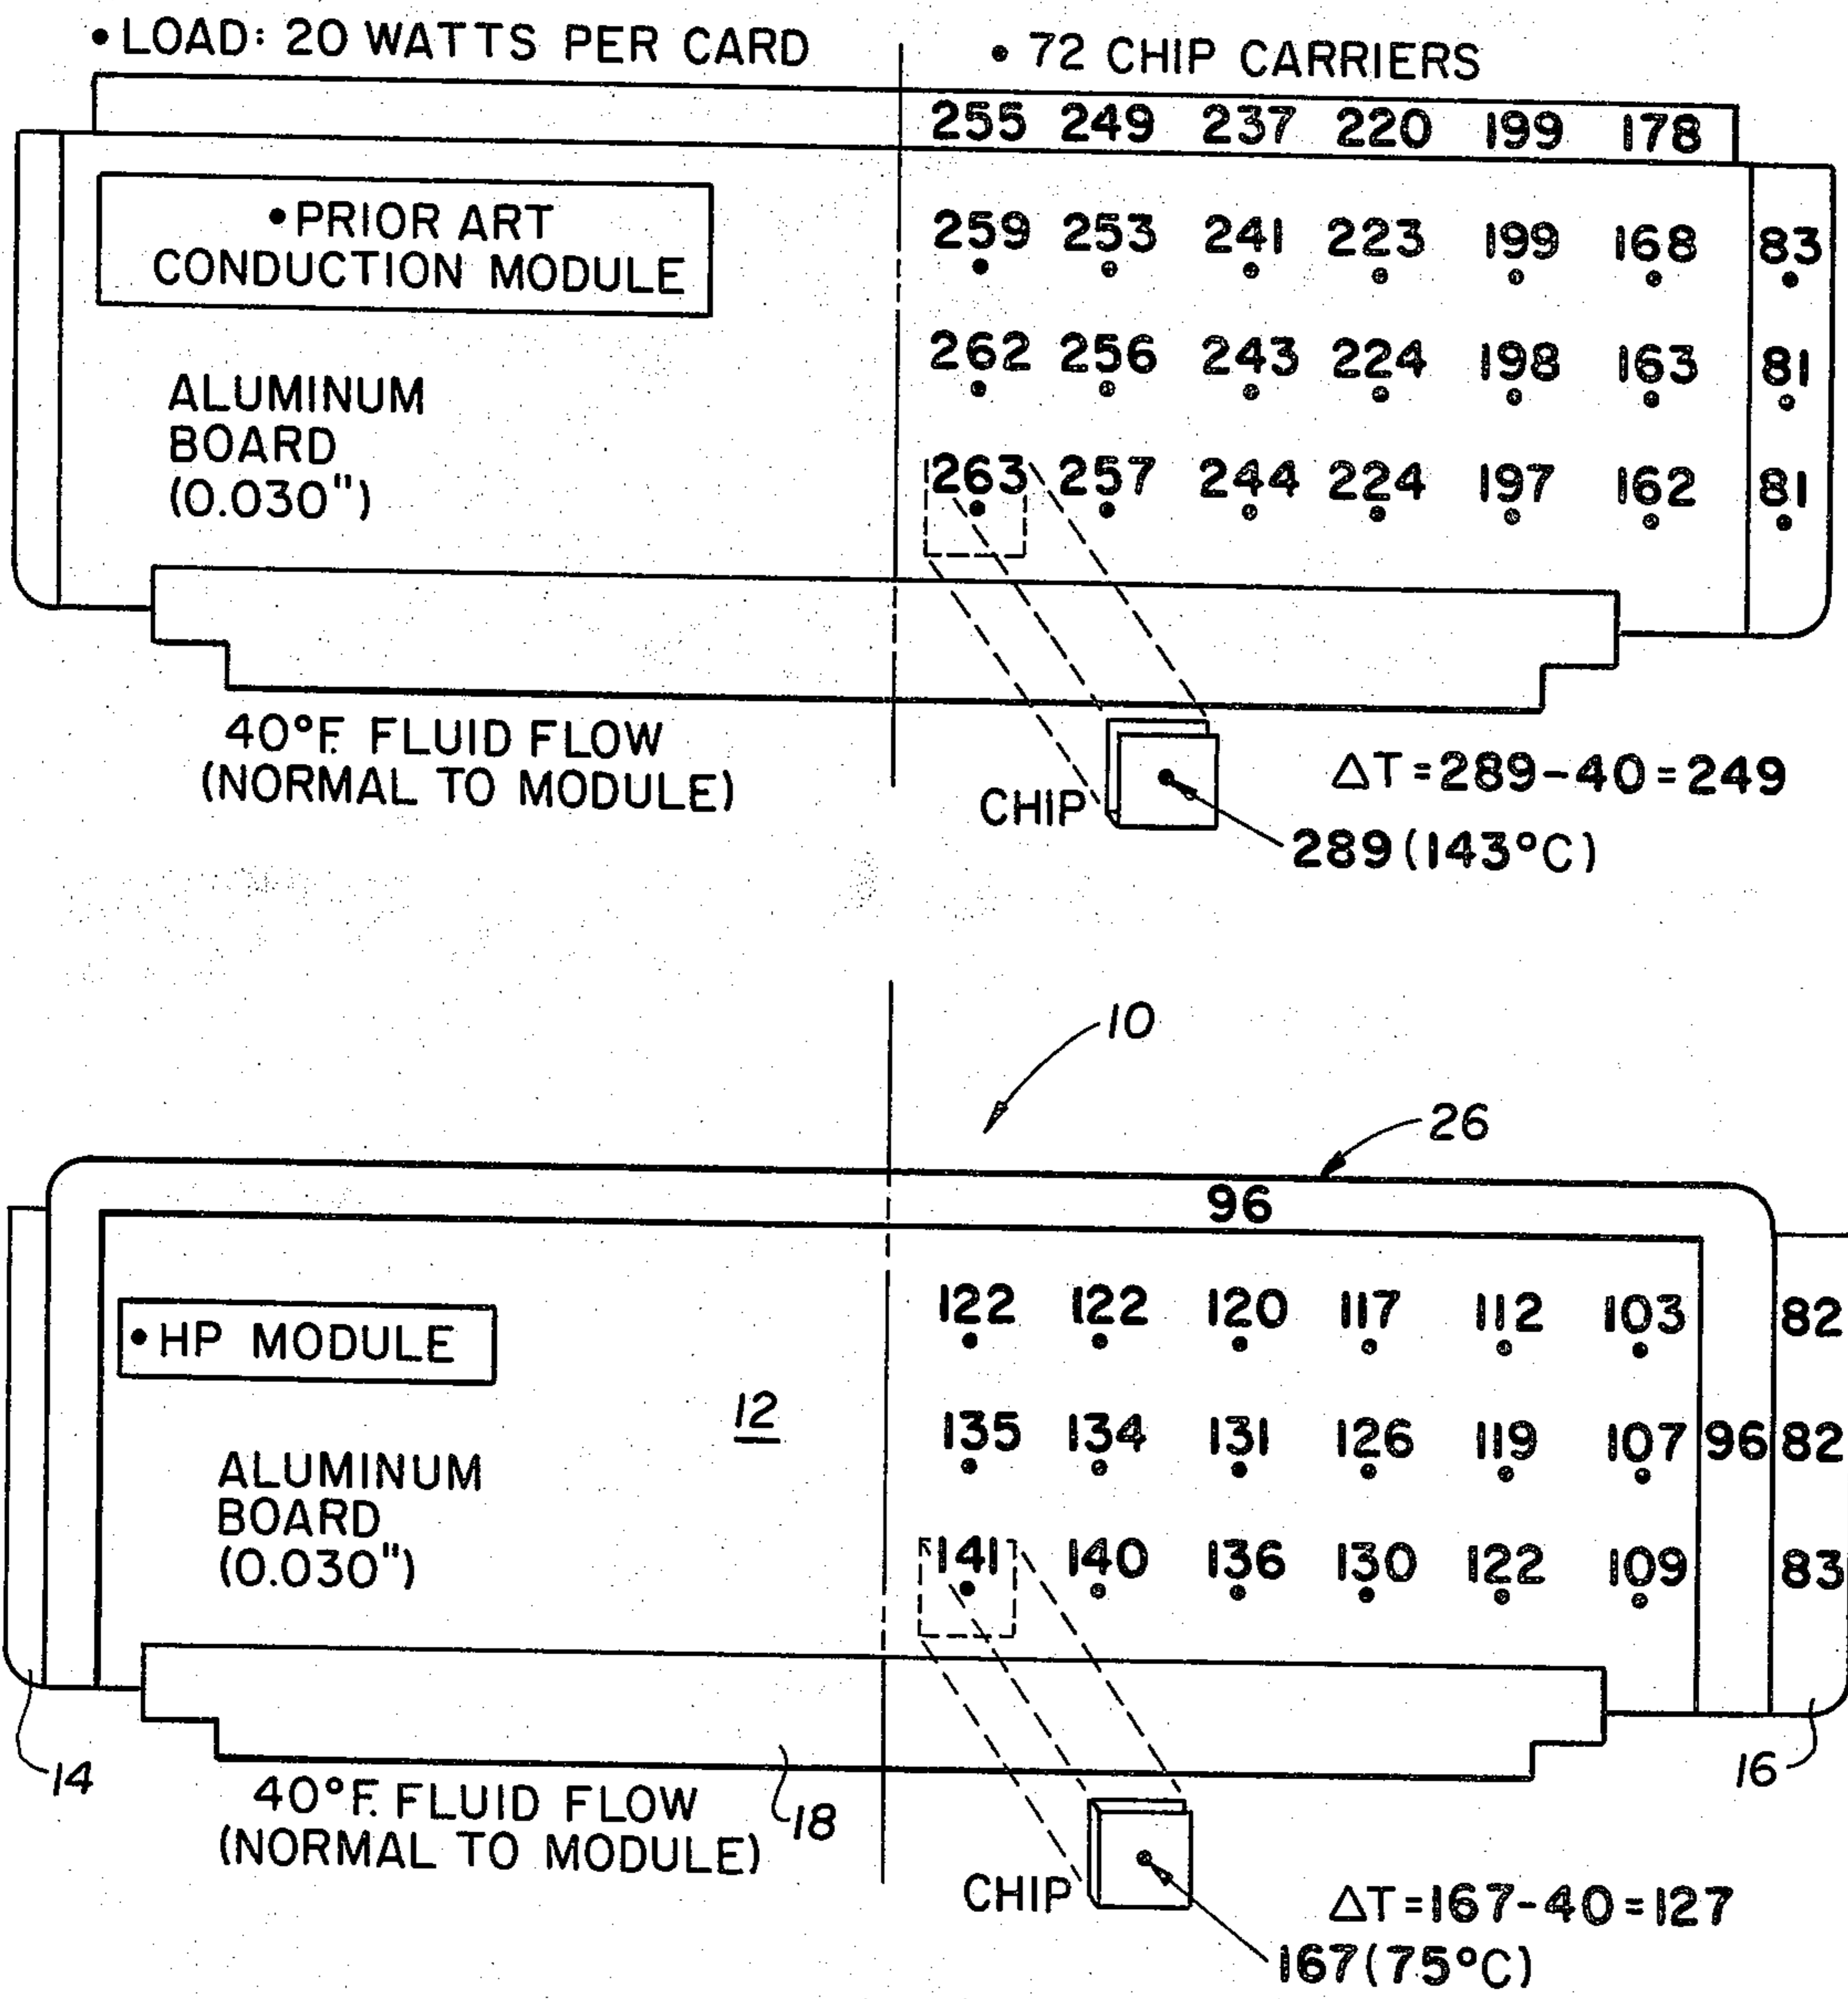 • LOAD: 20 WATTS PER CARD
• 72 CHIP CARRIERS
255 249 237 220 199 178
• PRIOR ART
CONDUCTION MODULE
259 253 241 223 199 168 83
262 256 243 224 198 163 81
ALUMINUM
BOARD
(0.030")
263 257 244 224 197 162 81
40°F. FLUID FLOW
(NORMAL TO MODULE)
CHIP
ΔT=289-40=249
289(143°C)
10
26
96
122 122 120 117 112 103 82
• HP MODULE
12
135 134 131 126 119 107 96 82
ALUMINUM
BOARD
(0.030")
141 140 136 130 122 109 83
14
16
18
40°F. FLUID FLOW
(NORMAL TO MODULE)
CHIP
ΔT=167-40=127
167(75°C)